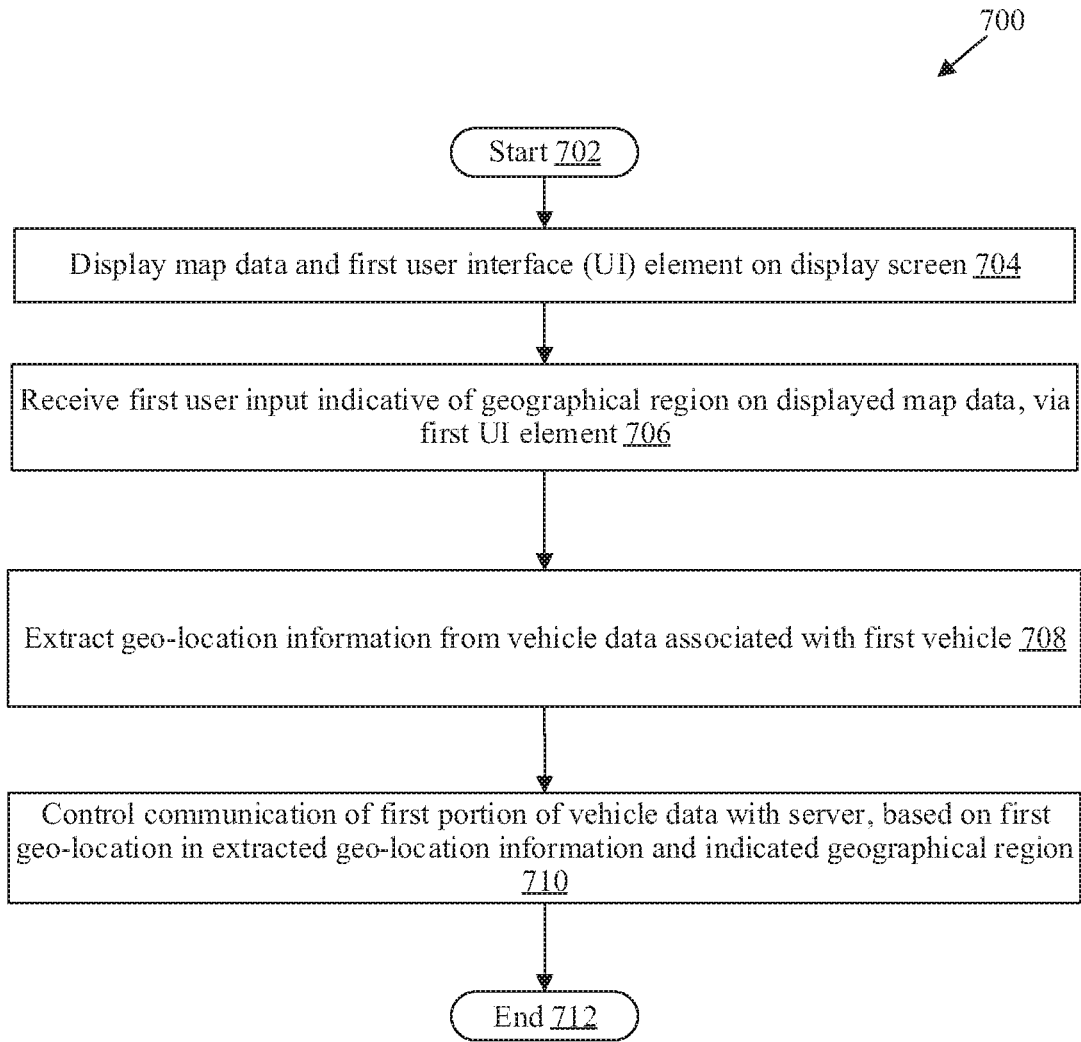 700
Start 702
Display map data and first user interface (UI) element on display screen 704
Receive first user input indicative of geographical region on displayed map data, via
first UI element 706
Extract geo-location information from vehicle data associated with first vehicle 708
Control communication of first portion of vehicle data with server, based on first
geo-location in extracted geo-location information and indicated geographical region
710
End 712